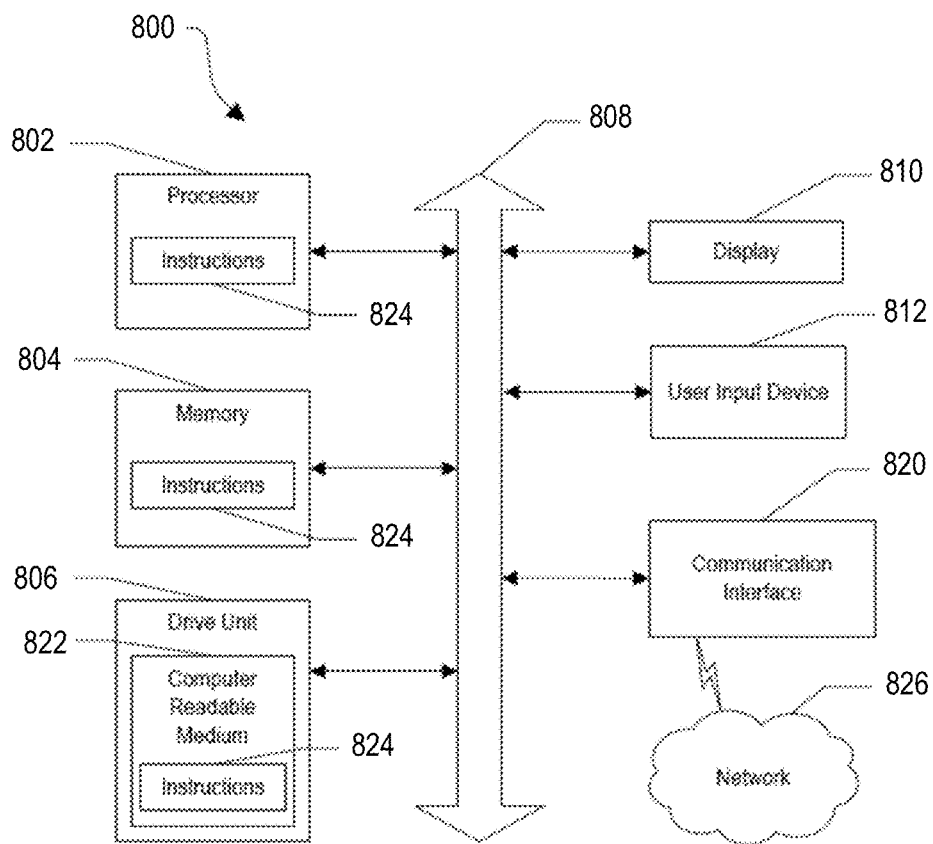 800
802
808
Processor
Instructions
824
810
Display
812
User Input Device
804
Memory
Instructions
824
820
Communication
Interface
806
Drive Unit
822
Computer
Readable
Medium
824
Instructions
826
Network